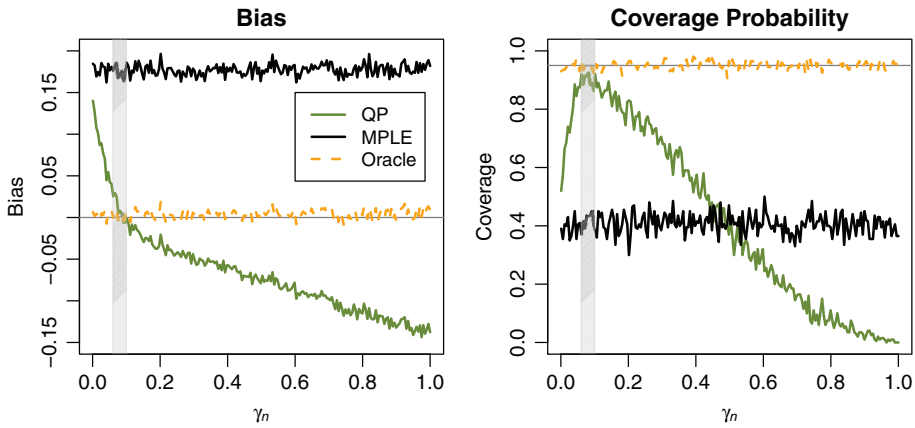 Bias
Bias
0.15
0.05
−0.05
−0.15
QP
MPLE
Oracle
0.0 0.2 0.4 0.6 0.8 1.0
γn
Coverage Probability
Coverage
1.0
0.8
0.6
0.4
0.2
0.0
0.0 0.2 0.4 0.6 0.8 1.0
γn